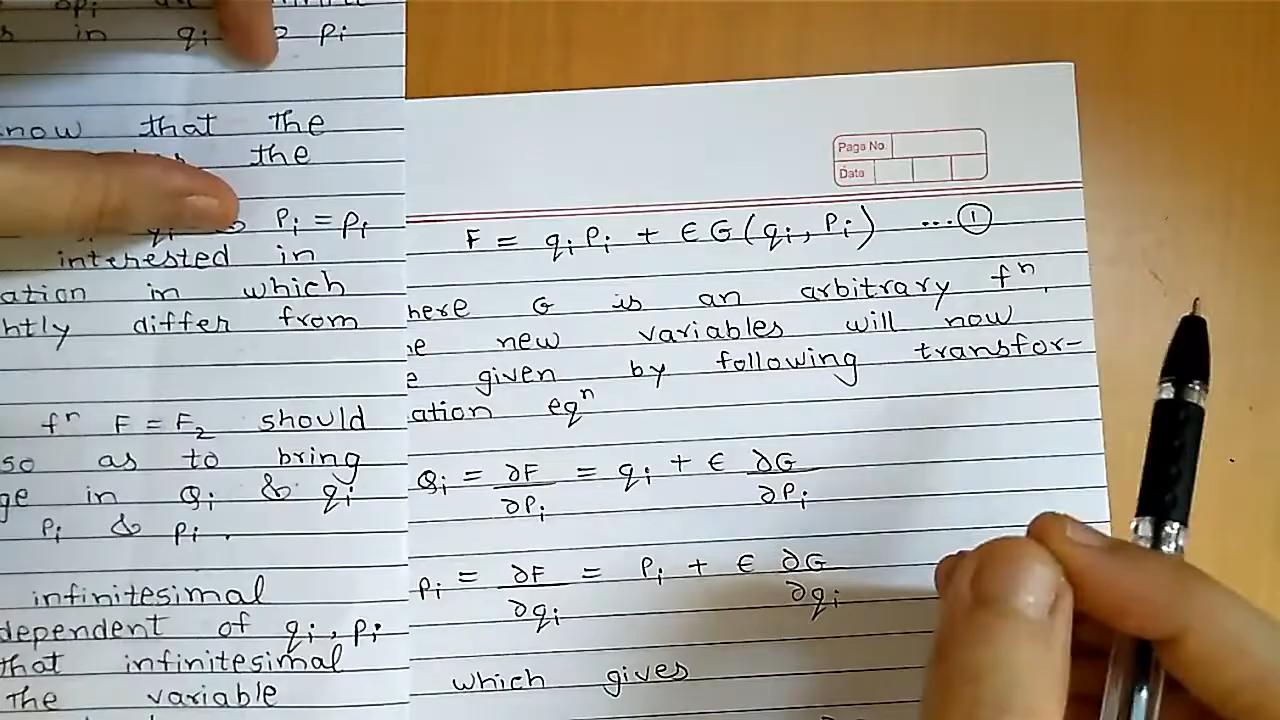 in qi pi
now that the
the
Pi = pi
interested in
ation in which
htly differ from
fn F = F2 should
so as to bring
ge in Qi & qi
Pi & pi .
infinitesimal
dependent of qi, pi
that infinitesimal
the variable
Page No.
Date
F = qi Pi + ϵ G (qi, Pi) ...①
here G is an arbitrary fn.
he new variables will now
e given by following transfor-
ation eqn
Qi = ∂F/∂Pi = qi + ϵ ∂G/∂Pi
pi = ∂F/∂qi = Pi + ϵ ∂G/∂qi
which gives